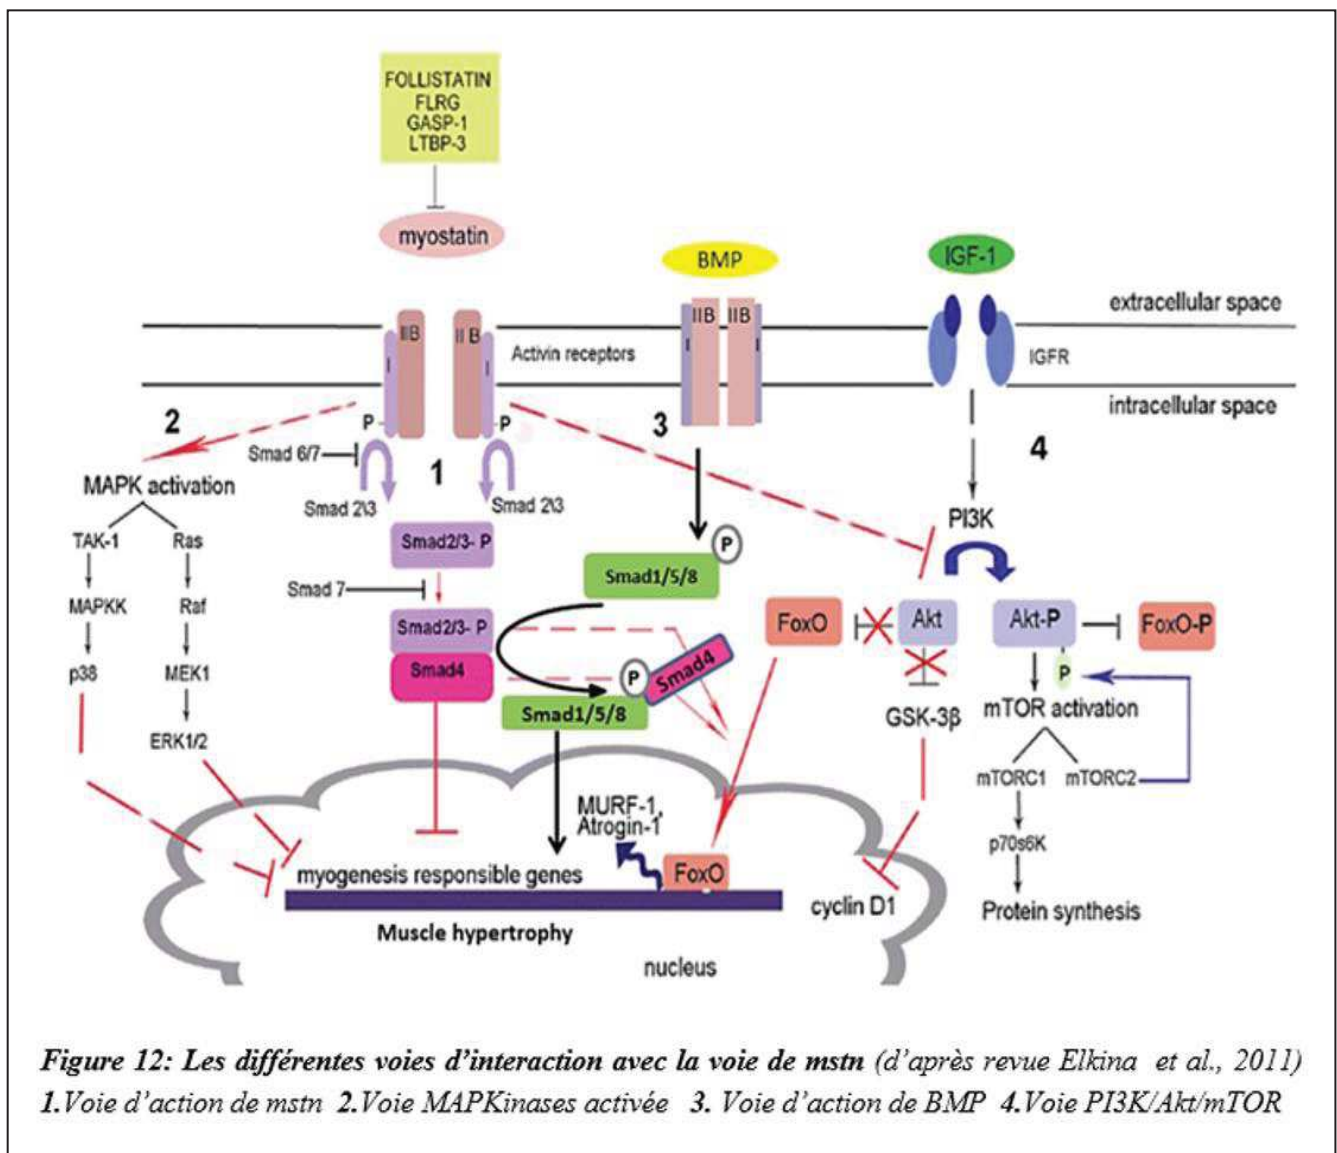 FOLLISTATIN
FLRG
GASP-1
LTBP-3
myostatin
BMP
IGF-1
extracellular space
IIB
II B
IIB
IIB
I
I
Activin receptors
I
I
IGFR
intracellular space
2
P
P
3
4
Smad 6/7
1
MAPK activation
Smad 2\3
Smad 2\3
PI3K
TAK-1
Ras
Smad2/3- P
P
Smad1/5/8
Smad 7
MAPKK
Raf
Smad2/3- P
FoxO
Akt
Akt-P
FoxO-P
p38
MEK1
Smad4
P
Smad4
P
Smad1/5/8
GSK-3β
mTOR activation
ERK1/2
mTORC1
mTORC2
MURF-1,
Atrogin-1
p70s6K
myogenesis responsible genes
FoxO
cyclin D1
Protein synthesis
Muscle hypertrophy
nucleus
Figure 12: Les différentes voies d'interaction avec la voie de mstn (d'après revue Elkina et al., 2011)
1.Voie d'action de mstn 2.Voie MAPKinases activée 3. Voie d'action de BMP 4.Voie PI3K/Akt/mTOR